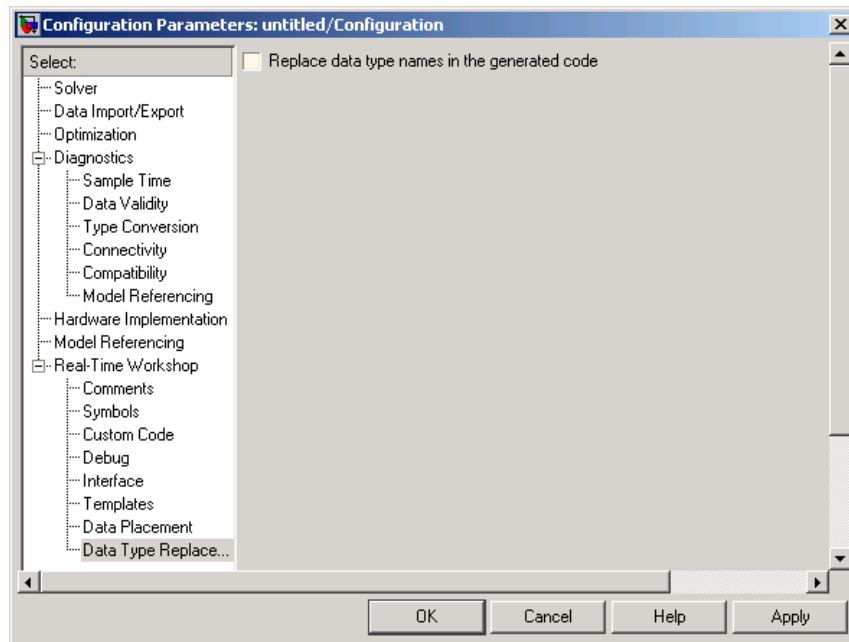 Configuration Parameters: untitled/Configuration
Select:
Replace data type names in the generated code
Solver
Data Import/Export
Optimization
Diagnostics
Sample Time
Data Validity
Type Conversion
Connectivity
Compatibility
Model Referencing
Hardware Implementation
Model Referencing
Real-Time Workshop
Comments
Symbols
Custom Code
Debug
Interface
Templates
Data Placement
Data Type Replace...
OK Cancel Help Apply